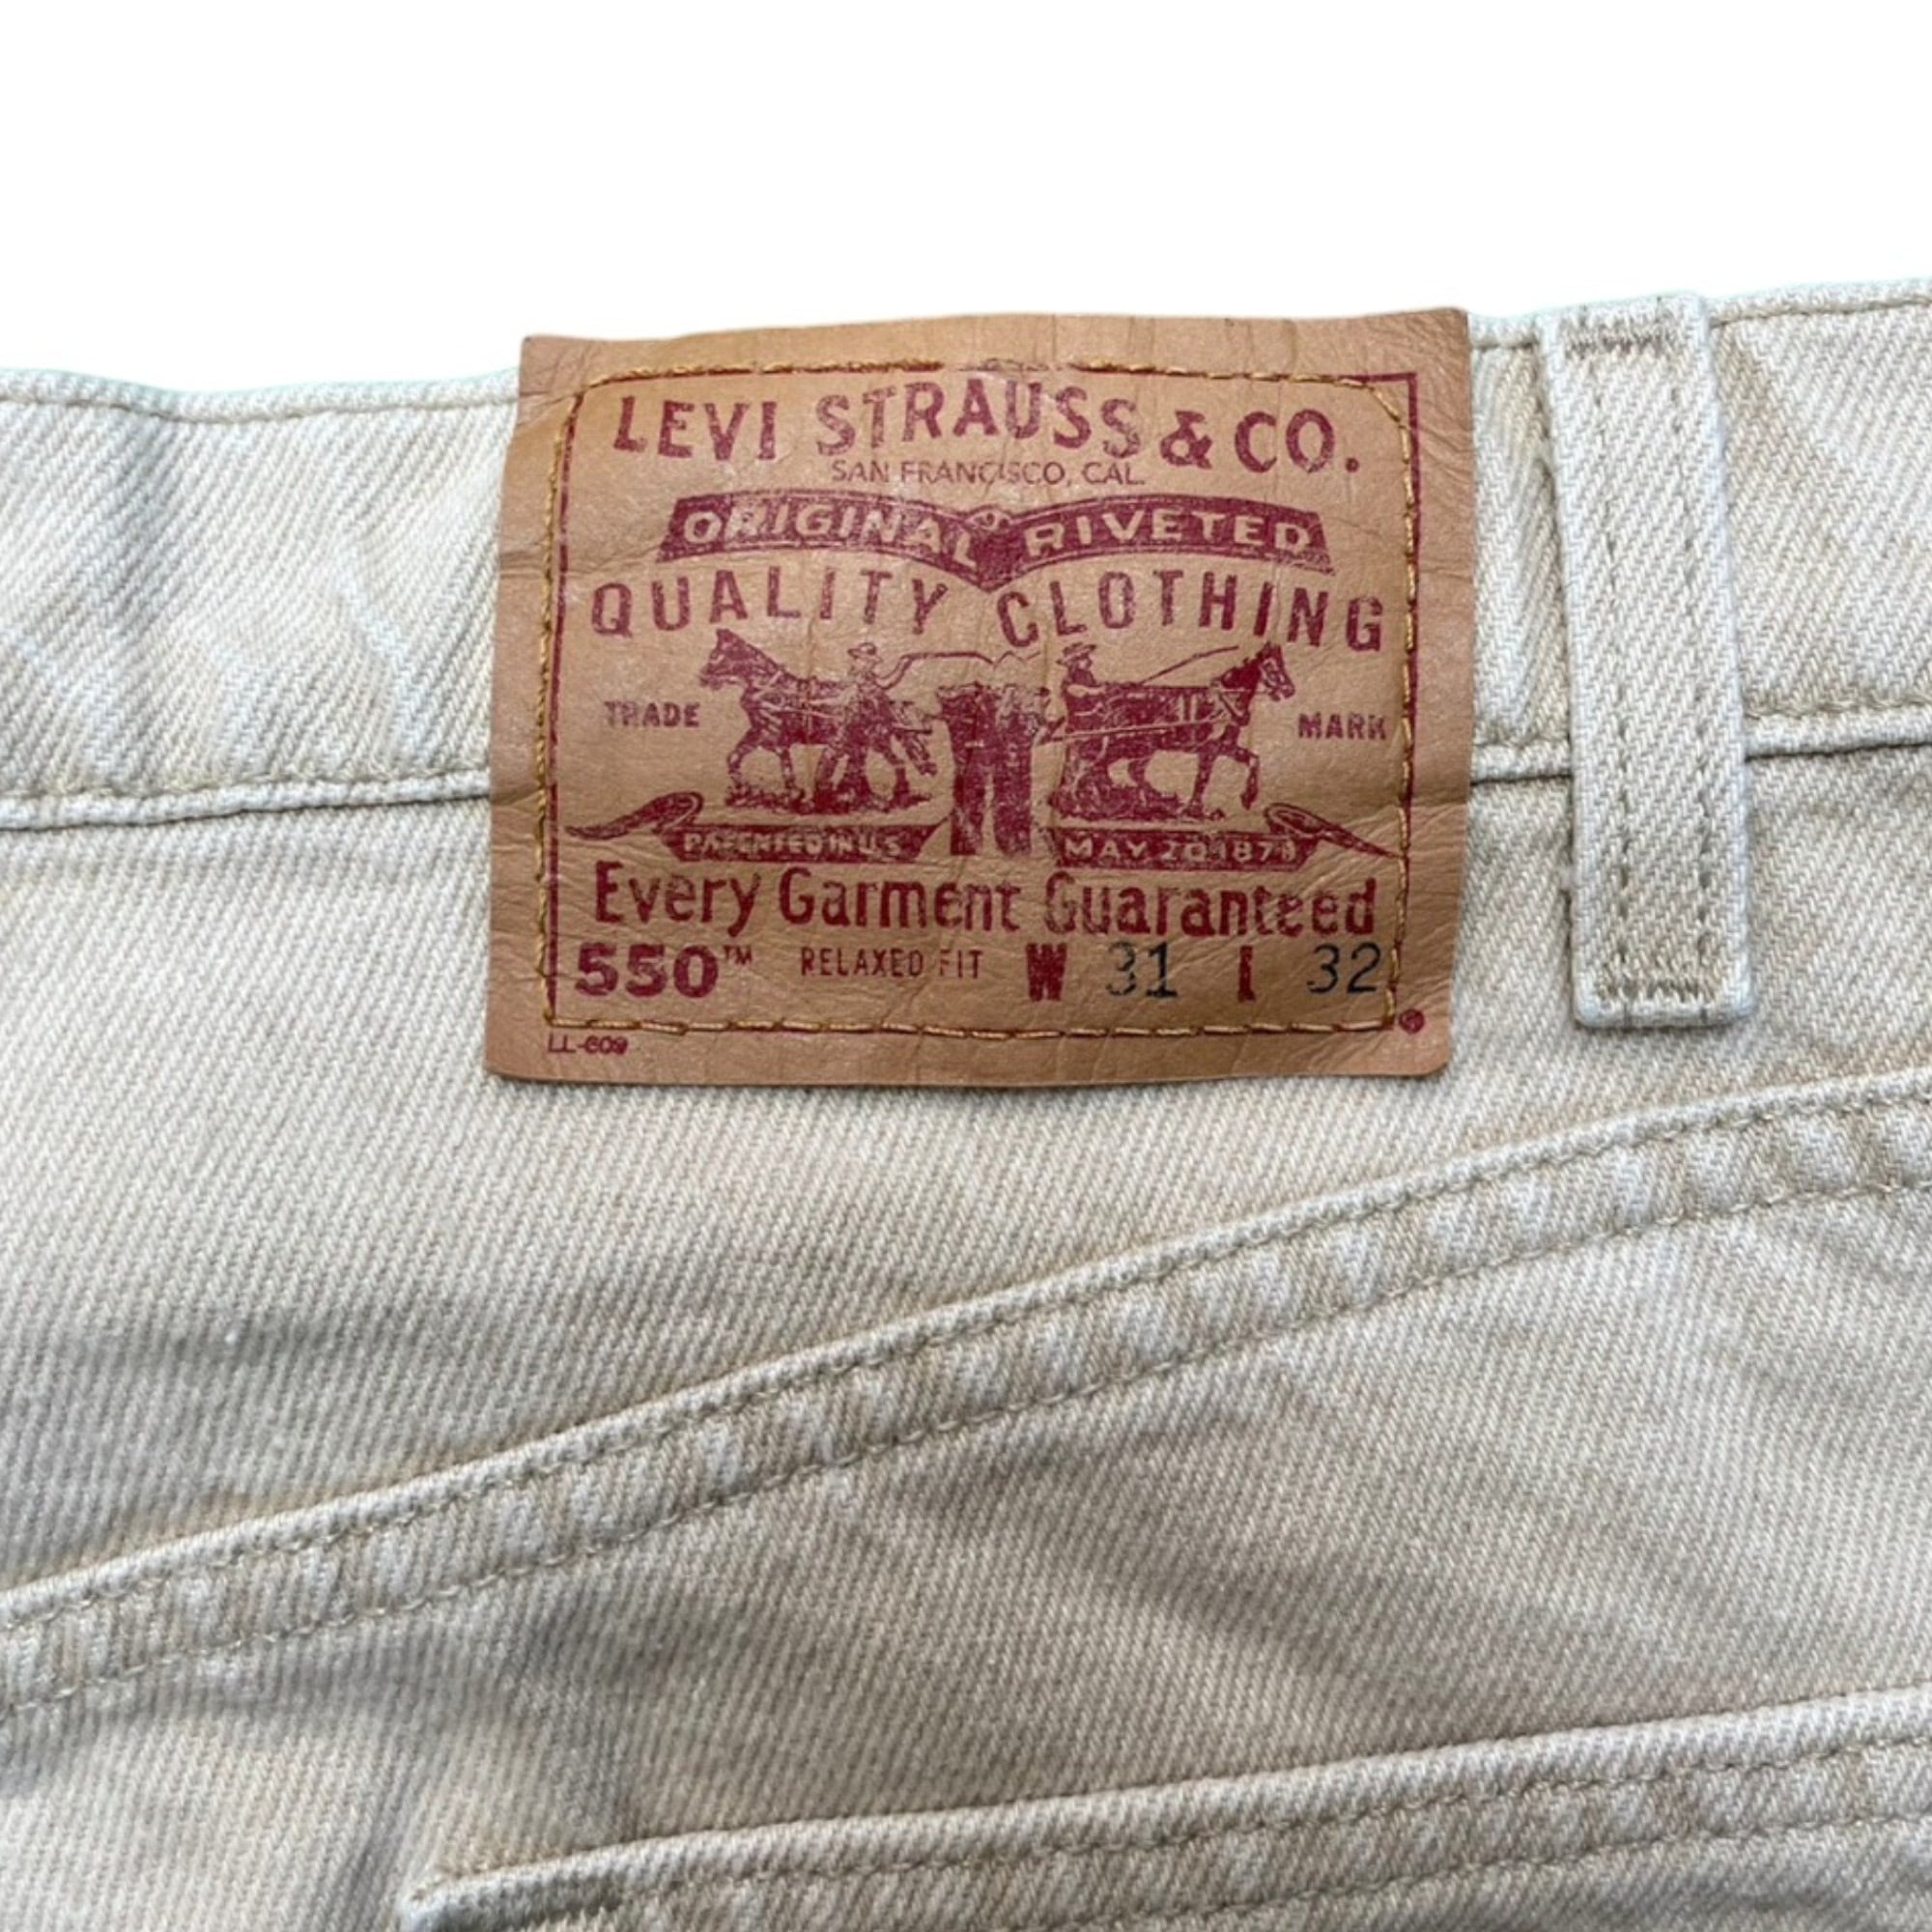 LEVI STRAUSS & CO.
SAN FRANCISCO, CAL.
ORIGINAL RIVETED
QUALITY CLOTHING
TRADE MARK
PATENTED IN U.S. MAY 20 1873
Every Garment Guaranteed
550™ RELAXED FIT W 31 L 32
LL-609 ®